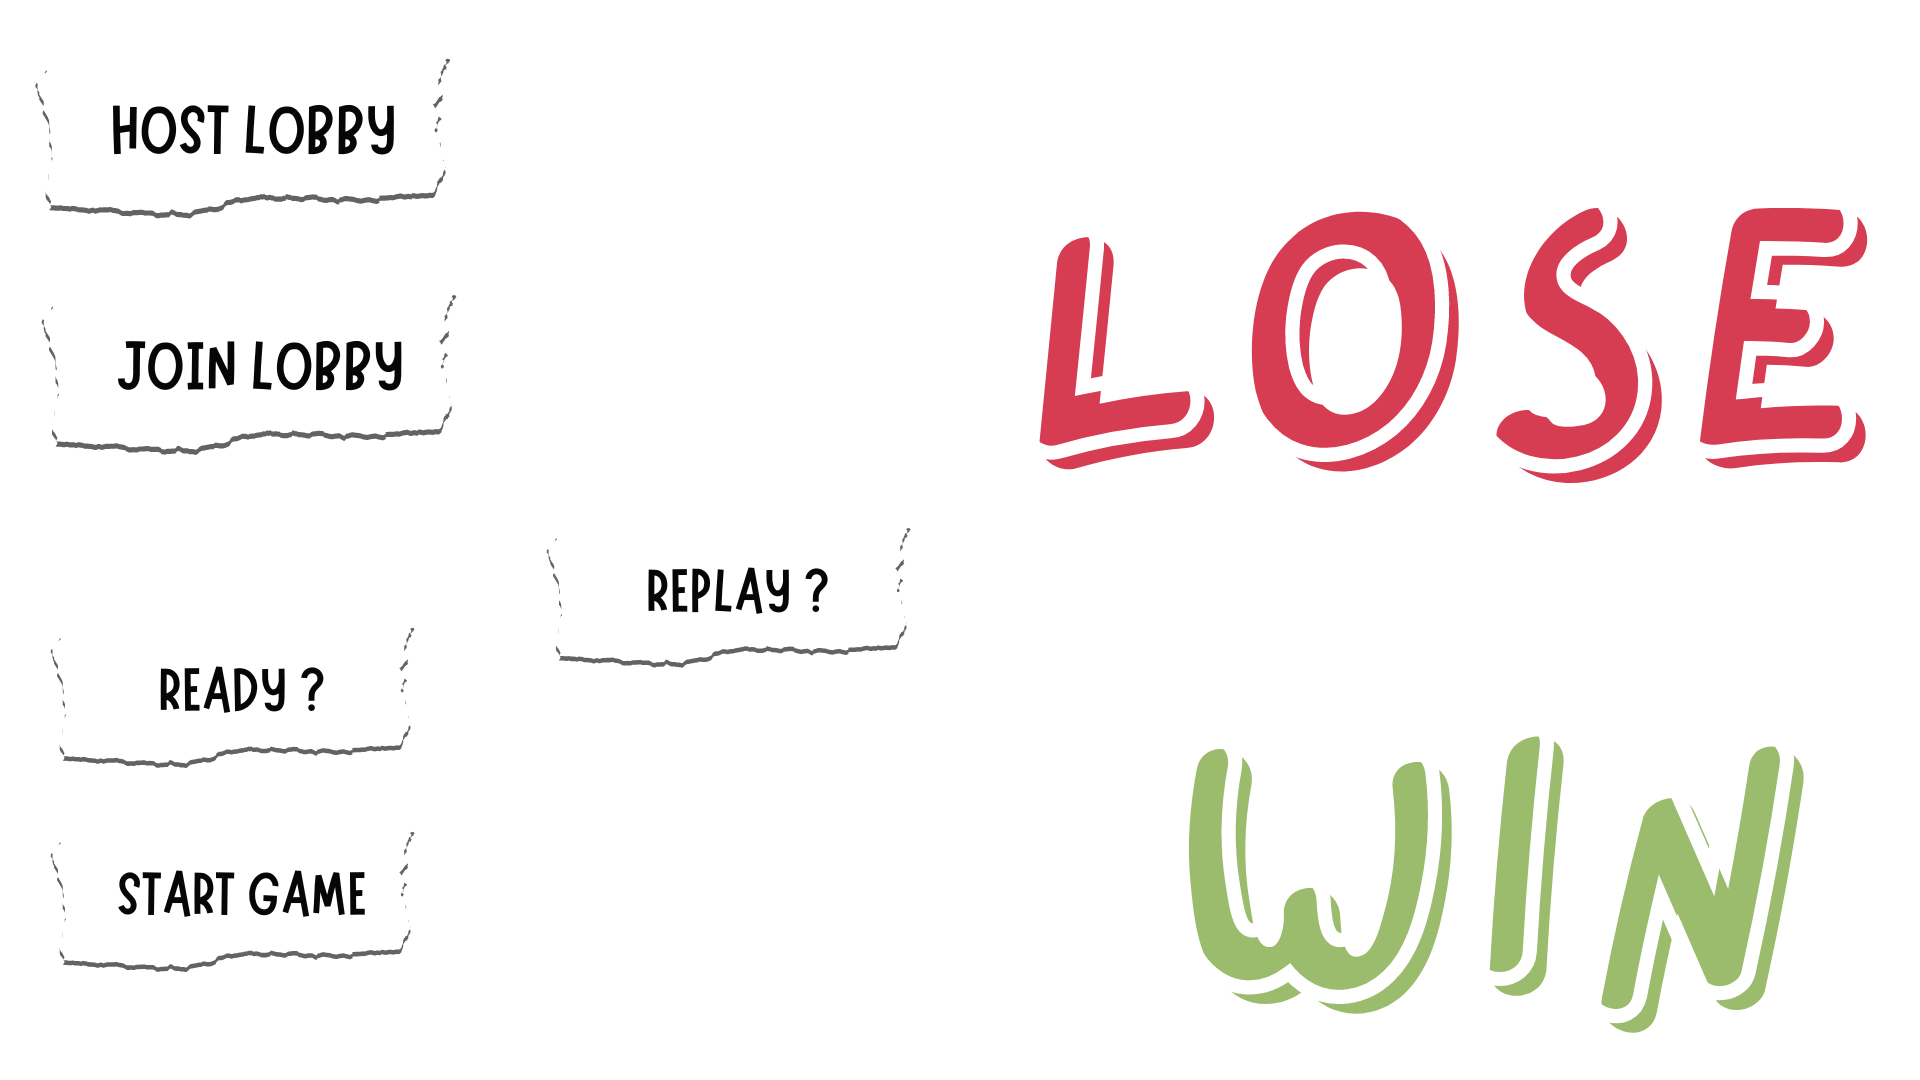 HOST LOBBY
JOIN LOBBY
READY ?
START GAME
REPLAY ?
LOSE
WIN